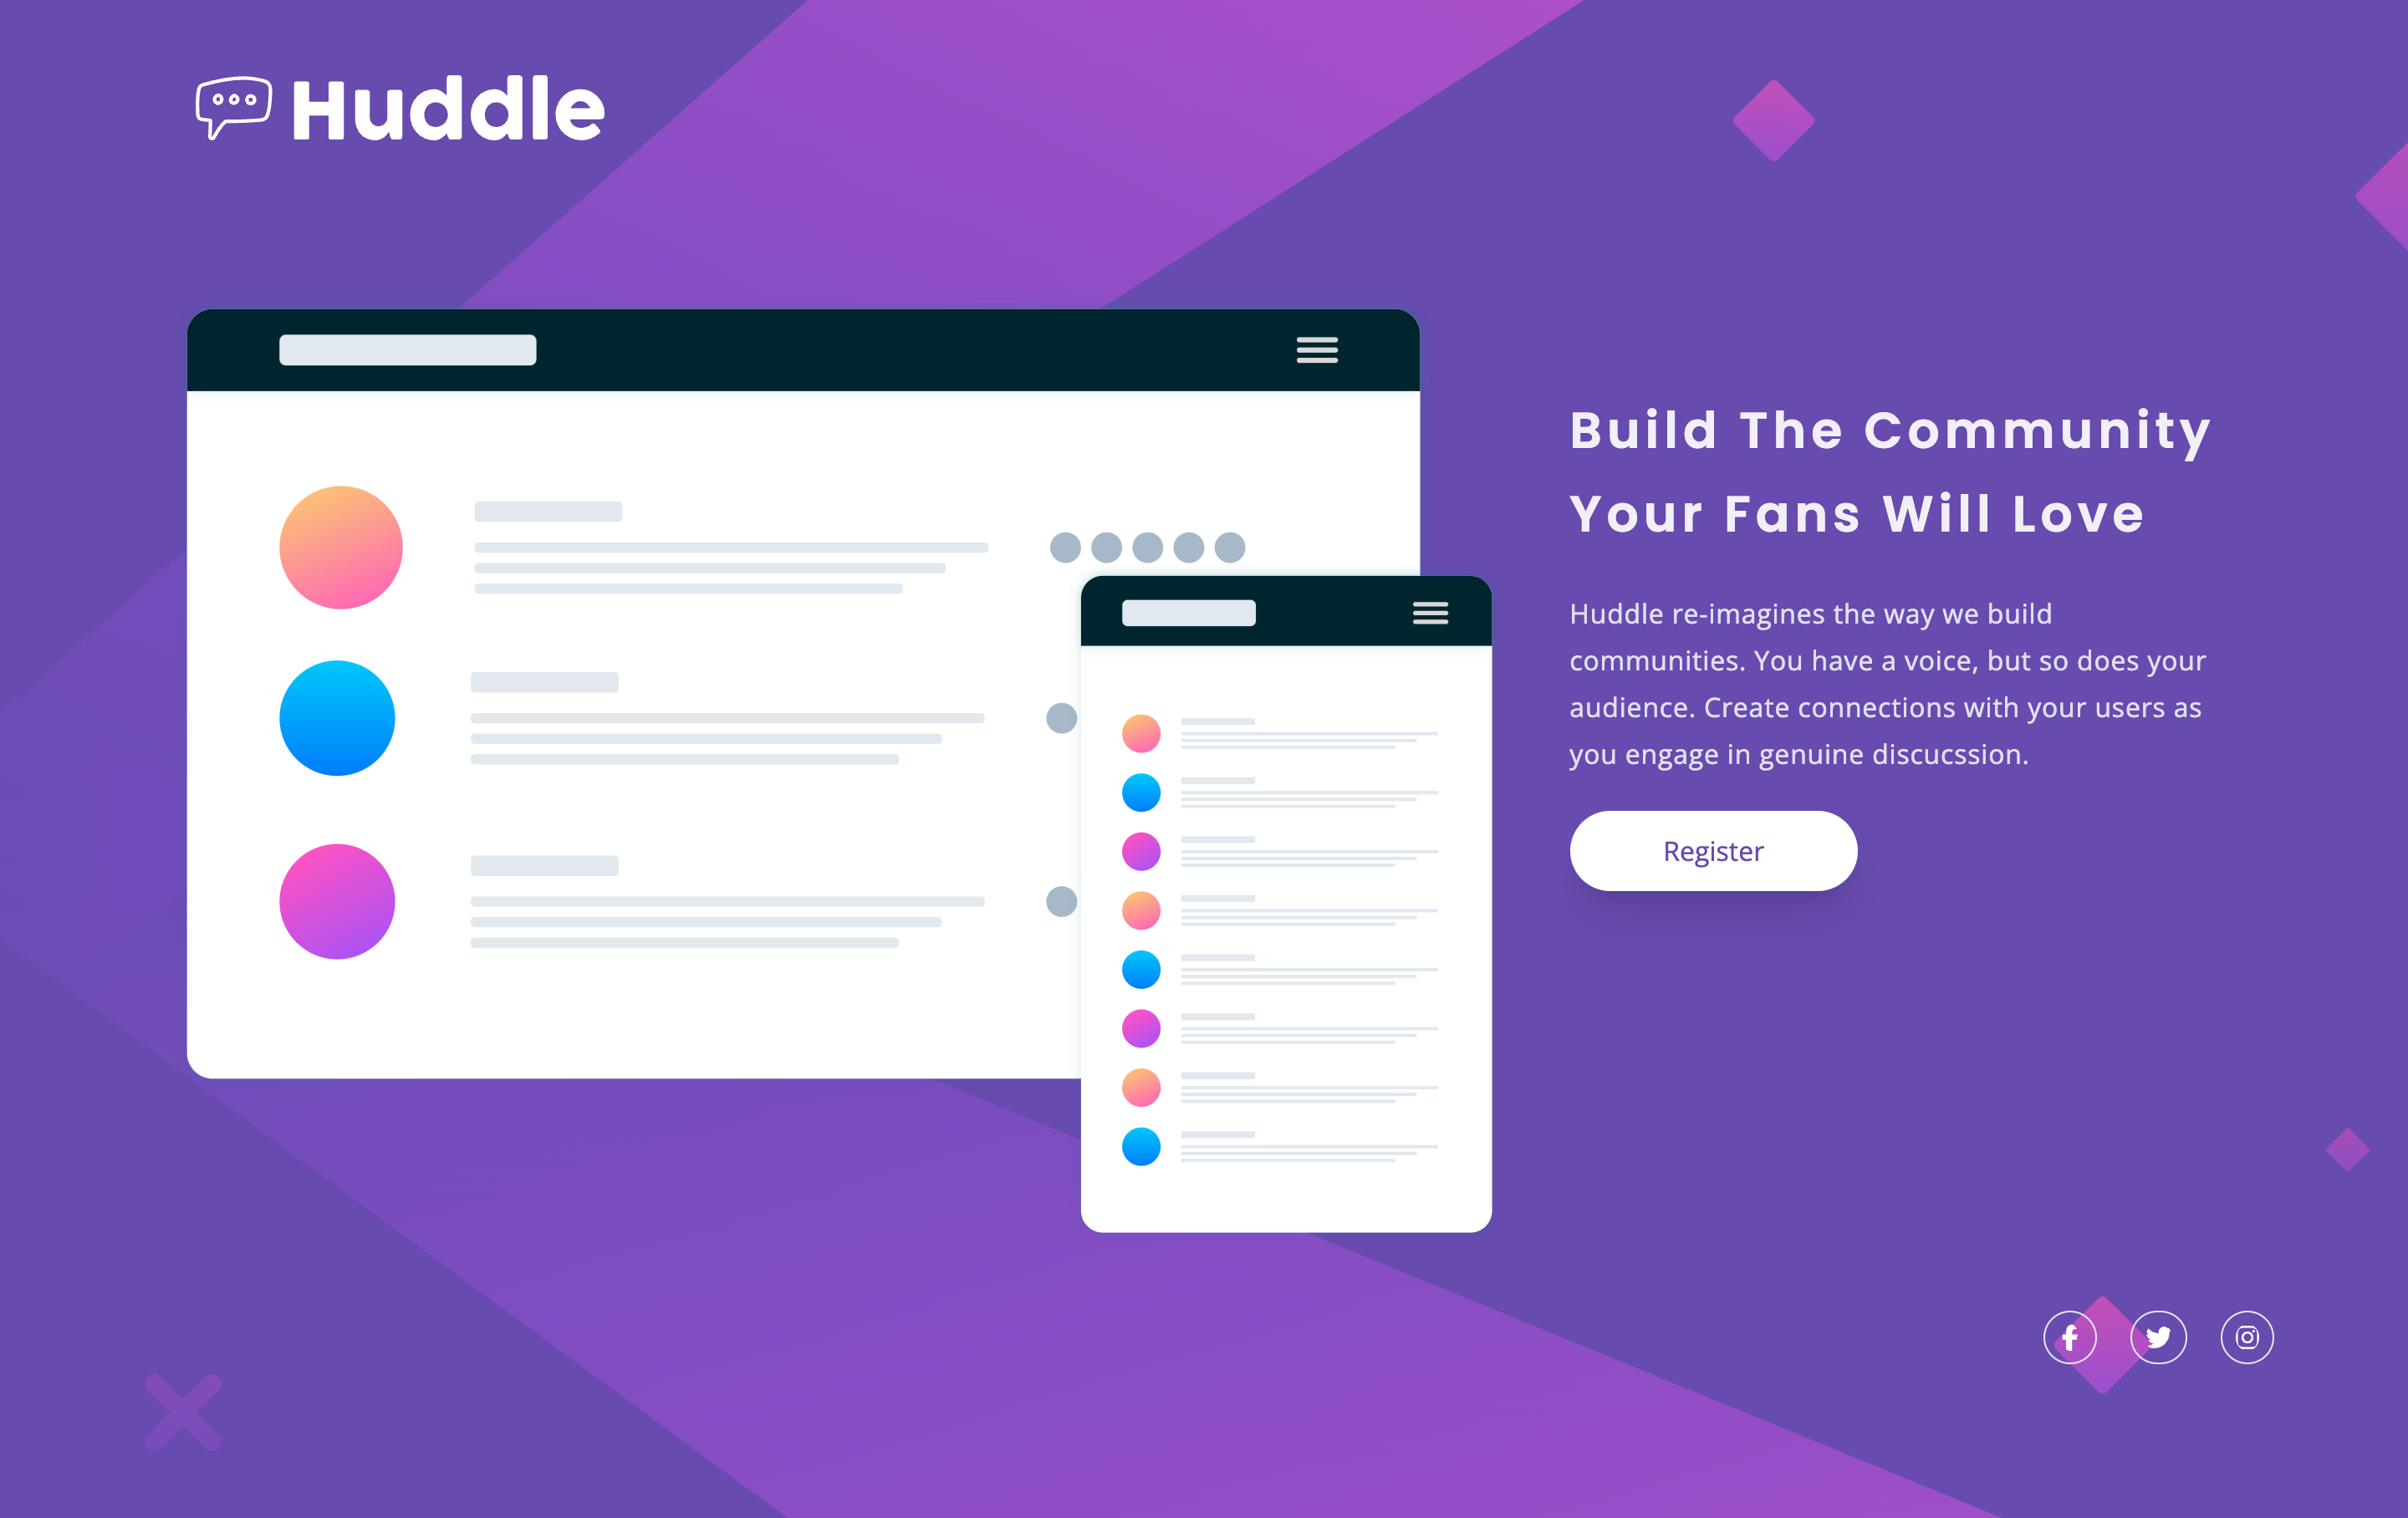 Huddle
Build The Community
Your Fans Will Love
Huddle re-imagines the way we build
communities. You have a voice, but so does your
audience. Create connections with your users as
you engage in genuine discucssion.
Register